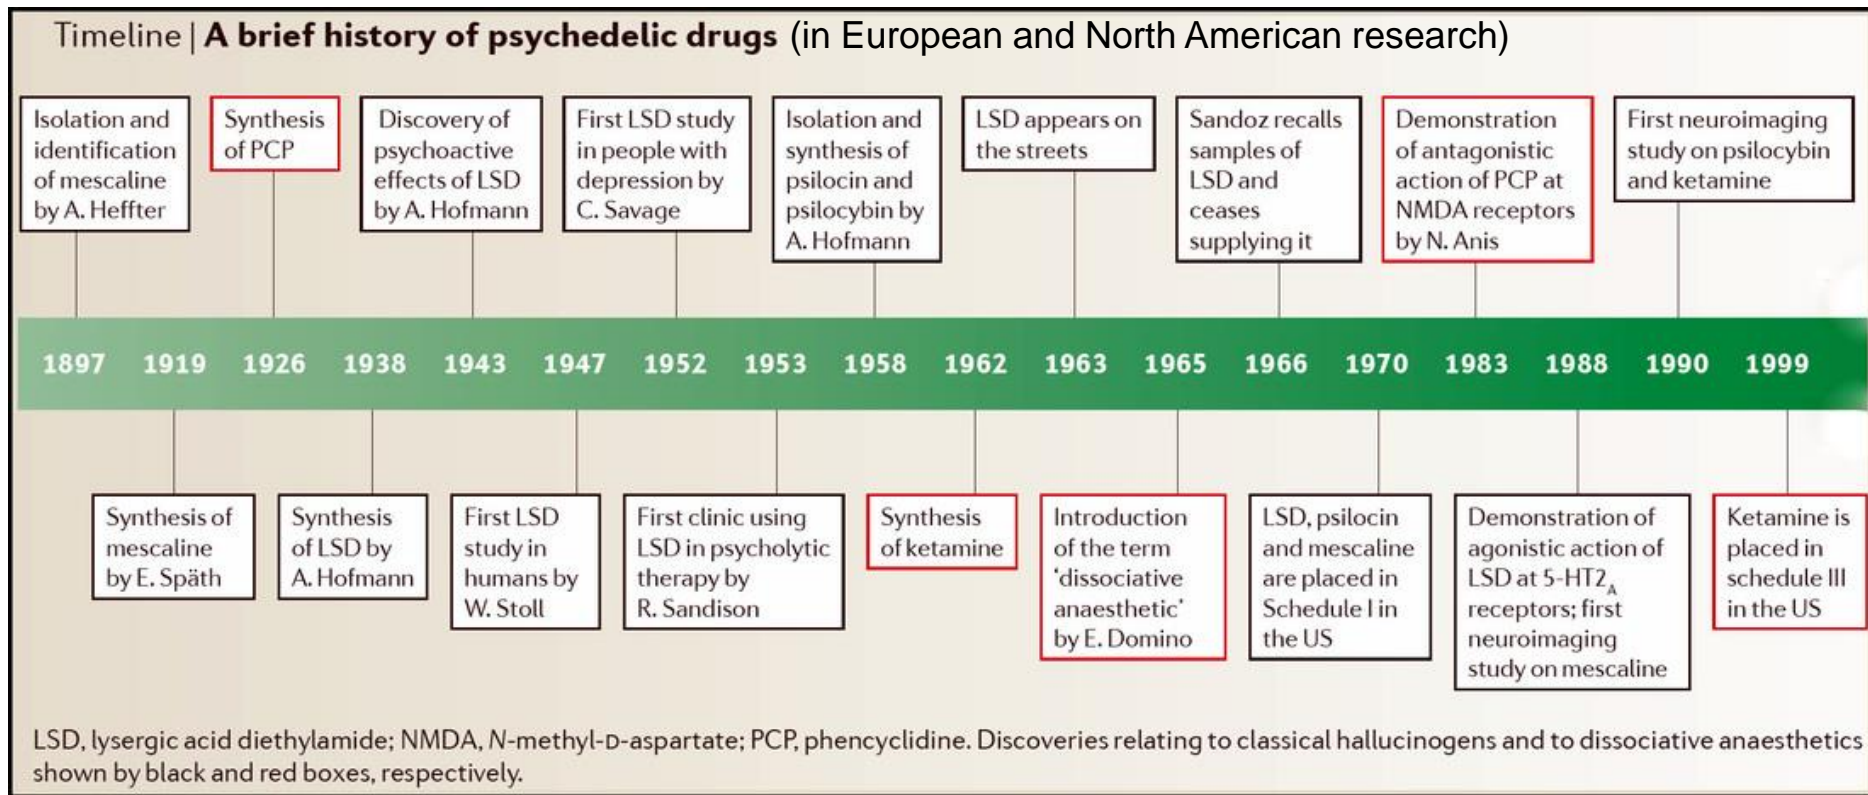 Timeline | A brief history of psychedelic drugs (in European and North American research)
Isolation and
identification
of mescaline
by A. Heffter
Synthesis
of PCP
Discovery of
psychoactive
effects of LSD
by A. Hofmann
First LSD study
in people with
depression by
C. Savage
Isolation and
synthesis of
psilocin and
psilocybin by
A. Hofmann
LSD appears on
the streets
Sandoz recalls
samples of
LSD and
ceases
supplying it
Demonstration
of antagonistic
action of PCP at
NMDA receptors
by N. Anis
First neuroimaging
study on psilocybin
and ketamine
1897 1919 1926 1938 1943 1947 1952 1953 1958 1962 1963 1965 1966 1970 1983 1988 1990 1999
Synthesis of
mescaline
by E. Späth
Synthesis
of LSD by
A. Hofmann
First LSD
study in
humans by
W. Stoll
First clinic using
LSD in psycholytic
therapy by
R. Sandison
Synthesis
of ketamine
Introduction
of the term
‘dissociative
anaesthetic’
by E. Domino
LSD, psilocin
and mescaline
are placed in
Schedule I in
the US
Demonstration of
agonistic action of
LSD at 5-HT2A
receptors; first
neuroimaging
study on mescaline
Ketamine is
placed in
schedule III
in the US
LSD, lysergic acid diethylamide; NMDA, N-methyl-D-aspartate; PCP, phencyclidine. Discoveries relating to classical hallucinogens and to dissociative anaesthetics
shown by black and red boxes, respectively.